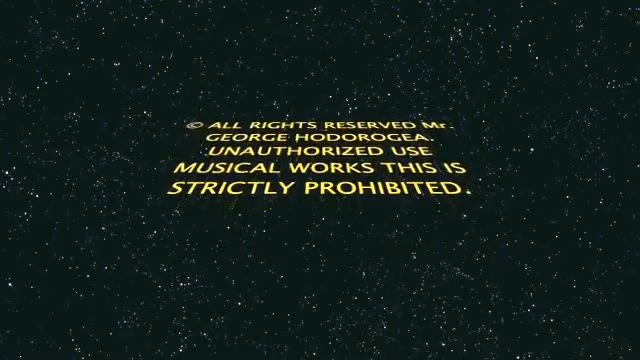 © ALL RIGHTS RESERVED Mr.
GEORGE HODOROGEA.
UNAUTHORIZED USE
MUSICAL WORKS THIS IS
STRICTLY PROHIBITED.